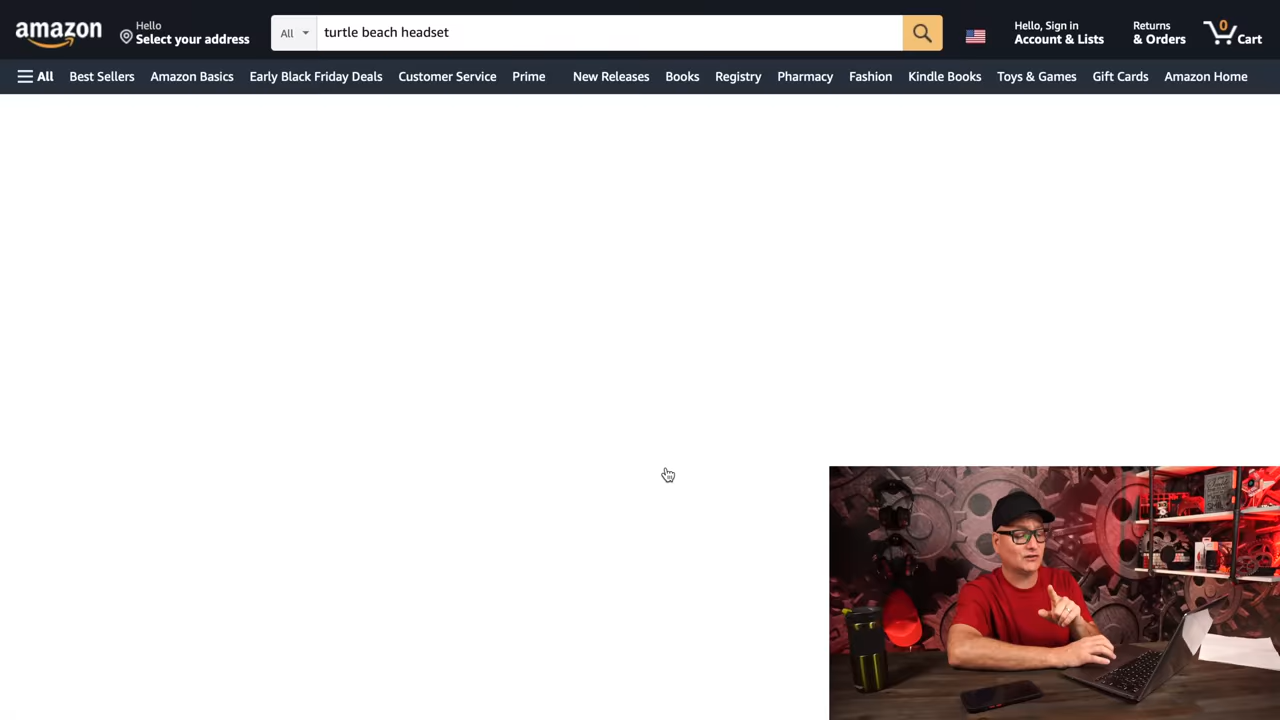 amazon
Hello
Select your address
All
turtle beach headset
Hello, Sign in
Account & Lists
Returns
& Orders
0
Cart
All
Best Sellers
Amazon Basics
Early Black Friday Deals
Customer Service
Prime
New Releases
Books
Registry
Pharmacy
Fashion
Kindle Books
Toys & Games
Gift Cards
Amazon Home